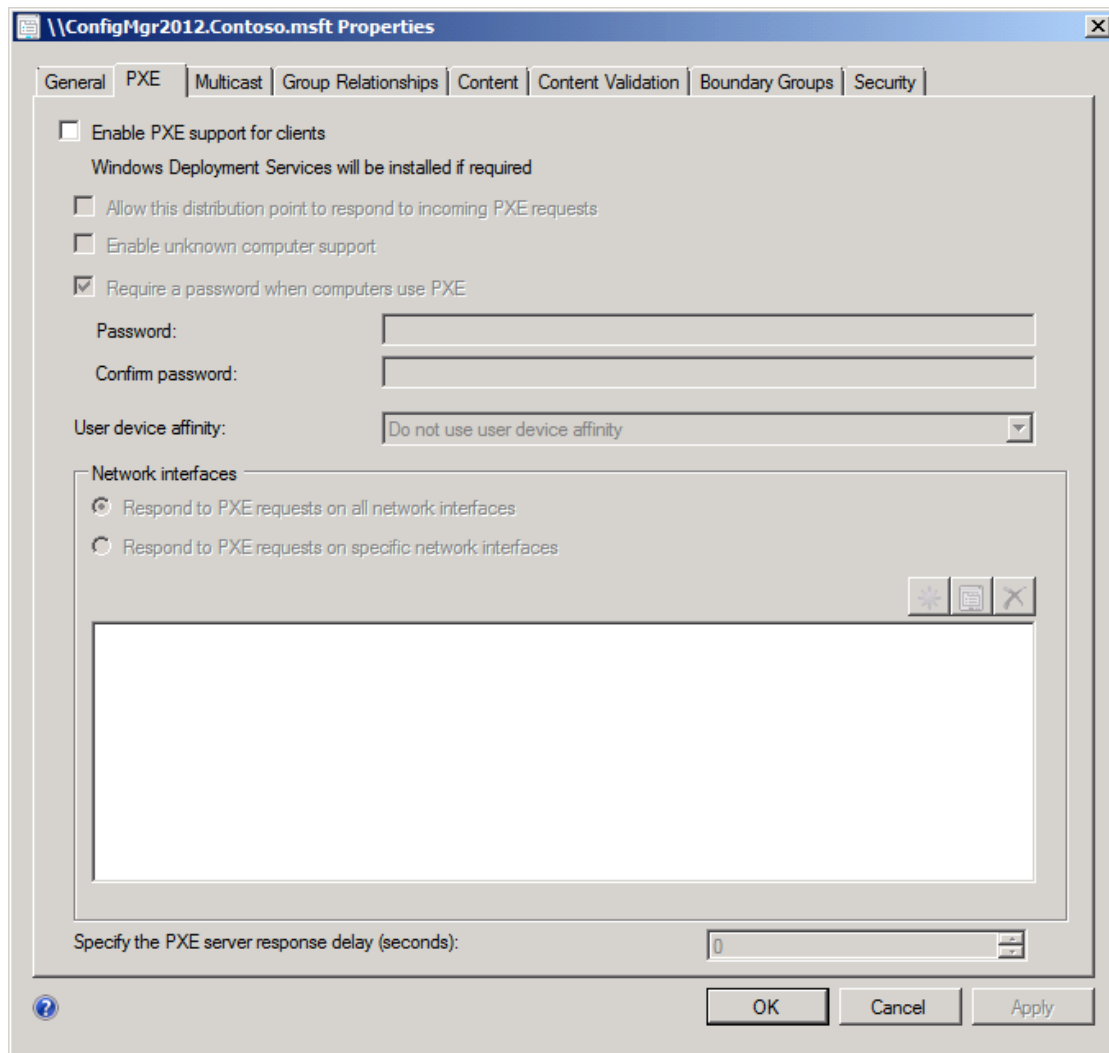 \\ConfigMgr2012.Contoso.msft Properties
General PXE Multicast Group Relationships Content Content Validation Boundary Groups Security
Enable PXE support for clients
Windows Deployment Services will be installed if required
Allow this distribution point to respond to incoming PXE requests
Enable unknown computer support
Require a password when computers use PXE
Password:
Confirm password:
User device affinity: Do not use user device affinity
Network interfaces
Respond to PXE requests on all network interfaces
Respond to PXE requests on specific network interfaces
Specify the PXE server response delay (seconds): 0
OK Cancel Apply